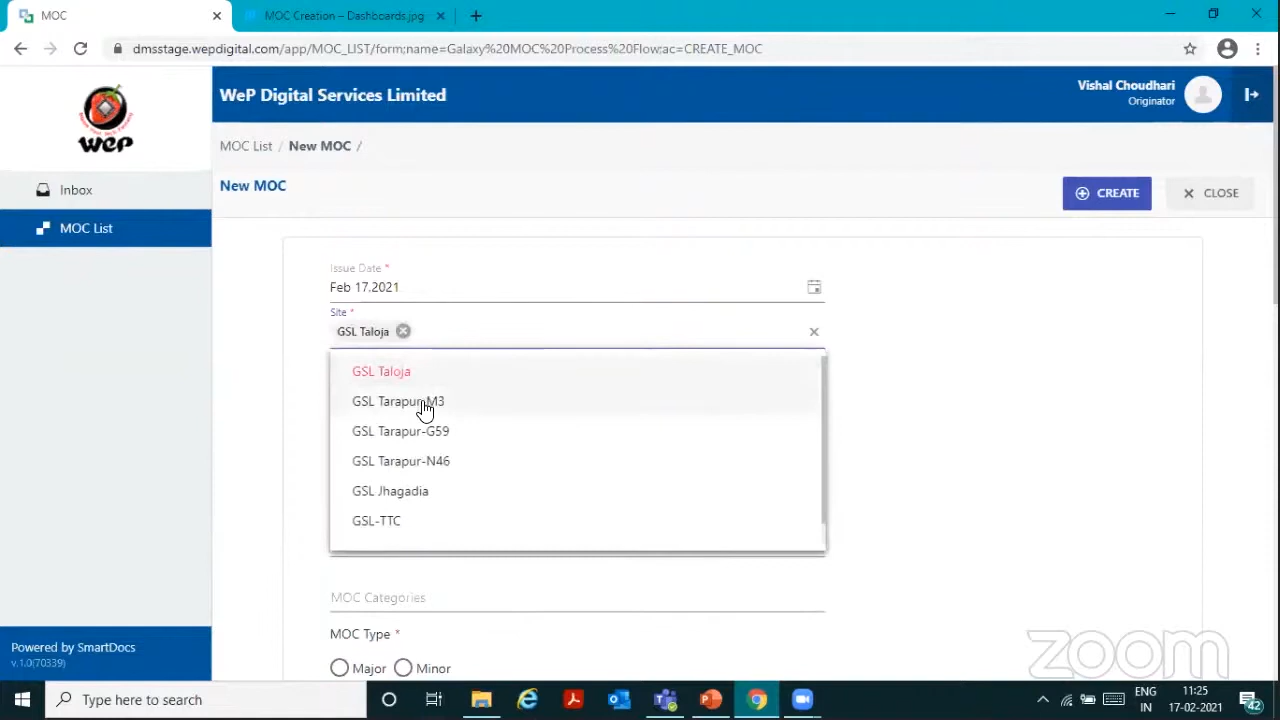 MOC
MOC Creation – Dashboards.jpg
dmsstage.wepdigital.com/app/MOC_LIST/form;name=Galaxy%20MOC%20Process%20Flow;ac=CREATE_MOC
WeP
WeP Digital Services Limited
Vishal Choudhari
Originator
MOC List / New MOC /
Inbox
MOC List
New MOC
CREATE
CLOSE
Issue Date *
Feb 17.2021
Site *
GSL Taloja
GSL Taloja
GSL Tarapur-M3
GSL Tarapur-G59
GSL Tarapur-N46
GSL Jhagadia
GSL-TTC
MOC Categories
MOC Type *
Major Minor
Powered by SmartDocs
v.1.0(70339)
zoom
Type here to search
ENG
IN
11:25
17-02-2021
42